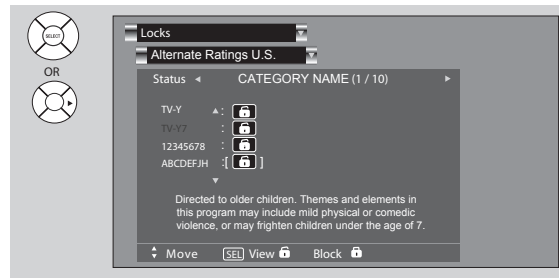 SELECT
OR
Locks
Alternate Ratings U.S.
Status CATEGORY NAME (1 / 10)
TV-Y :
TV-Y7 :
12345678 :
ABCDEFJH :[ ]
Directed to older children. Themes and elements in
this program may include mild physical or comedic
violence, or may frighten children under the age of 7.
Move SEL View Block